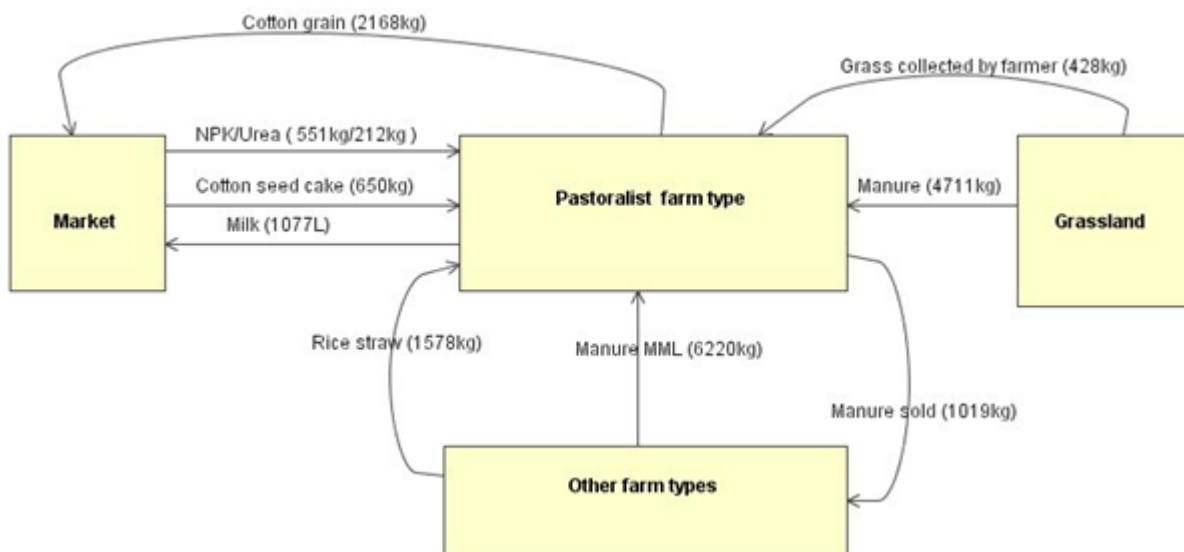 Cotton grain (2168kg)
Grass collected by farmer (428kg)
NPK/Urea ( 551kg/212kg )
Cotton seed cake (650kg)
Pastoralist farm type
Manure (4711kg)
Market
Milk (1077L)
Grassland
Rice straw (1578kg)
Manure MML (6220kg)
Manure sold (1019kg)
Other farm types